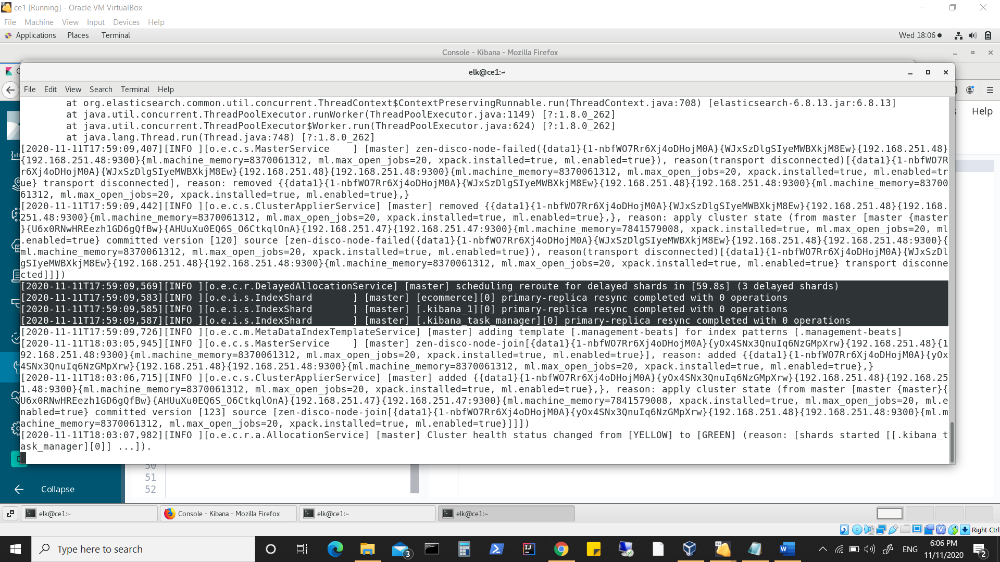 ce1 [Running] - Oracle VM VirtualBox
File Machine View Input Devices Help
Applications Places Terminal Wed 18:06
Console - Kibana - Mozilla Firefox
elk@ce1:~
File Edit View Search Terminal Help
Help
at org.elasticsearch.common.util.concurrent.ThreadContext$ContextPreservingRunnable.run(ThreadContext.java:708) [elasticsearch-6.8.13.jar:6.8.13]
at java.util.concurrent.ThreadPoolExecutor.runWorker(ThreadPoolExecutor.java:1149) [?:1.8.0_262]
at java.util.concurrent.ThreadPoolExecutor$Worker.run(ThreadPoolExecutor.java:624) [?:1.8.0_262]
at java.lang.Thread.run(Thread.java:748) [?:1.8.0_262]
[2020-11-11T17:59:09,407][INFO ][o.e.c.s.MasterService    ] [master] zen-disco-node-failed({data1}{1-nbfWO7Rr6Xj4oDHojM0A}{WJxSzDlgSIyeMWBXkjM8Ew}{192.168.251.48}
{192.168.251.48:9300}{ml.machine_memory=8370061312, ml.max_open_jobs=20, xpack.installed=true, ml.enabled=true}), reason(transport disconnected)[{data1}{1-nbfWO7R
r6Xj4oDHojM0A}{WJxSzDlgSIyeMWBXkjM8Ew}{192.168.251.48}{192.168.251.48:9300}{ml.machine_memory=8370061312, ml.max_open_jobs=20, xpack.installed=true, ml.enabled=tr
ue} transport disconnected], reason: removed {{data1}{1-nbfWO7Rr6Xj4oDHojM0A}{WJxSzDlgSIyeMWBXkjM8Ew}{192.168.251.48}{192.168.251.48:9300}{ml.machine_memory=83700
61312, ml.max_open_jobs=20, xpack.installed=true, ml.enabled=true},}
[2020-11-11T17:59:09,442][INFO ][o.e.c.s.ClusterApplierService] [master] removed {{data1}{1-nbfWO7Rr6Xj4oDHojM0A}{WJxSzDlgSIyeMWBXkjM8Ew}{192.168.251.48}{192.168.
251.48:9300}{ml.machine_memory=8370061312, ml.max_open_jobs=20, xpack.installed=true, ml.enabled=true},}, reason: apply cluster state (from master [master {master
}{U6x0RNwHREezh1GD6gQfBw}{AHUuXu0EQ6S_O6CtkqlOnA}{192.168.251.47}{192.168.251.47:9300}{ml.machine_memory=7841579008, xpack.installed=true, ml.max_open_jobs=20, ml
.enabled=true} committed version [120] source [zen-disco-node-failed({data1}{1-nbfWO7Rr6Xj4oDHojM0A}{WJxSzDlgSIyeMWBXkjM8Ew}{192.168.251.48}{192.168.251.48:9300}{
ml.machine_memory=8370061312, ml.max_open_jobs=20, xpack.installed=true, ml.enabled=true}), reason(transport disconnected)[{data1}{1-nbfWO7Rr6Xj4oDHojM0A}{WJxSzDl
gSIyeMWBXkjM8Ew}{192.168.251.48}{192.168.251.48:9300}{ml.machine_memory=8370061312, ml.max_open_jobs=20, xpack.installed=true, ml.enabled=true} transport disconne
cted]]])
[2020-11-11T17:59:09,569][INFO ][o.e.c.r.DelayedAllocationService] [master] scheduling reroute for delayed shards in [59.8s] (3 delayed shards)
[2020-11-11T17:59:09,583][INFO ][o.e.i.s.IndexShard       ] [master] [ecommerce][0] primary-replica resync completed with 0 operations
[2020-11-11T17:59:09,585][INFO ][o.e.i.s.IndexShard       ] [master] [.kibana_1][0] primary-replica resync completed with 0 operations
[2020-11-11T17:59:09,587][INFO ][o.e.i.s.IndexShard       ] [master] [.kibana_task_manager][0] primary-replica resync completed with 0 operations
[2020-11-11T17:59:09,726][INFO ][o.e.c.m.MetaDataIndexTemplateService] [master] adding template [.management-beats] for index patterns [.management-beats]
[2020-11-11T18:03:05,945][INFO ][o.e.c.s.MasterService    ] [master] zen-disco-node-join[{data1}{1-nbfWO7Rr6Xj4oDHojM0A}{yOx4SNx3QnuIq6NzGMpXrw}{192.168.251.48}{1
92.168.251.48:9300}{ml.machine_memory=8370061312, ml.max_open_jobs=20, xpack.installed=true, ml.enabled=true}], reason: added {{data1}{1-nbfWO7Rr6Xj4oDHojM0A}{yOx
4SNx3QnuIq6NzGMpXrw}{192.168.251.48}{192.168.251.48:9300}{ml.machine_memory=8370061312, ml.max_open_jobs=20, xpack.installed=true, ml.enabled=true},}
[2020-11-11T18:03:06,715][INFO ][o.e.c.s.ClusterApplierService] [master] added {{data1}{1-nbfWO7Rr6Xj4oDHojM0A}{yOx4SNx3QnuIq6NzGMpXrw}{192.168.251.48}{192.168.25
1.48:9300}{ml.machine_memory=8370061312, ml.max_open_jobs=20, xpack.installed=true, ml.enabled=true},}, reason: apply cluster state (from master [master {master}{
U6x0RNwHREezh1GD6gQfBw}{AHUuXu0EQ6S_O6CtkqlOnA}{192.168.251.47}{192.168.251.47:9300}{ml.machine_memory=7841579008, xpack.installed=true, ml.max_open_jobs=20, ml.e
nabled=true} committed version [123] source [zen-disco-node-join[{data1}{1-nbfWO7Rr6Xj4oDHojM0A}{yOx4SNx3QnuIq6NzGMpXrw}{192.168.251.48}{192.168.251.48:9300}{ml.m
achine_memory=8370061312, ml.max_open_jobs=20, xpack.installed=true, ml.enabled=true}]]])
[2020-11-11T18:03:07,982][INFO ][o.e.c.r.a.AllocationService] [master] Cluster health status changed from [YELLOW] to [GREEN] (reason: [shards started [[.kibana_t
ask_manager][0]] ...]).
50
51
52
Collapse
elk@ce1:~ Console - Kibana - Mozilla Firefox elk@ce1:~ elk@ce1:~
Right Ctrl
Type here to search
3
ENG
6:06 PM
11/11/2020
2